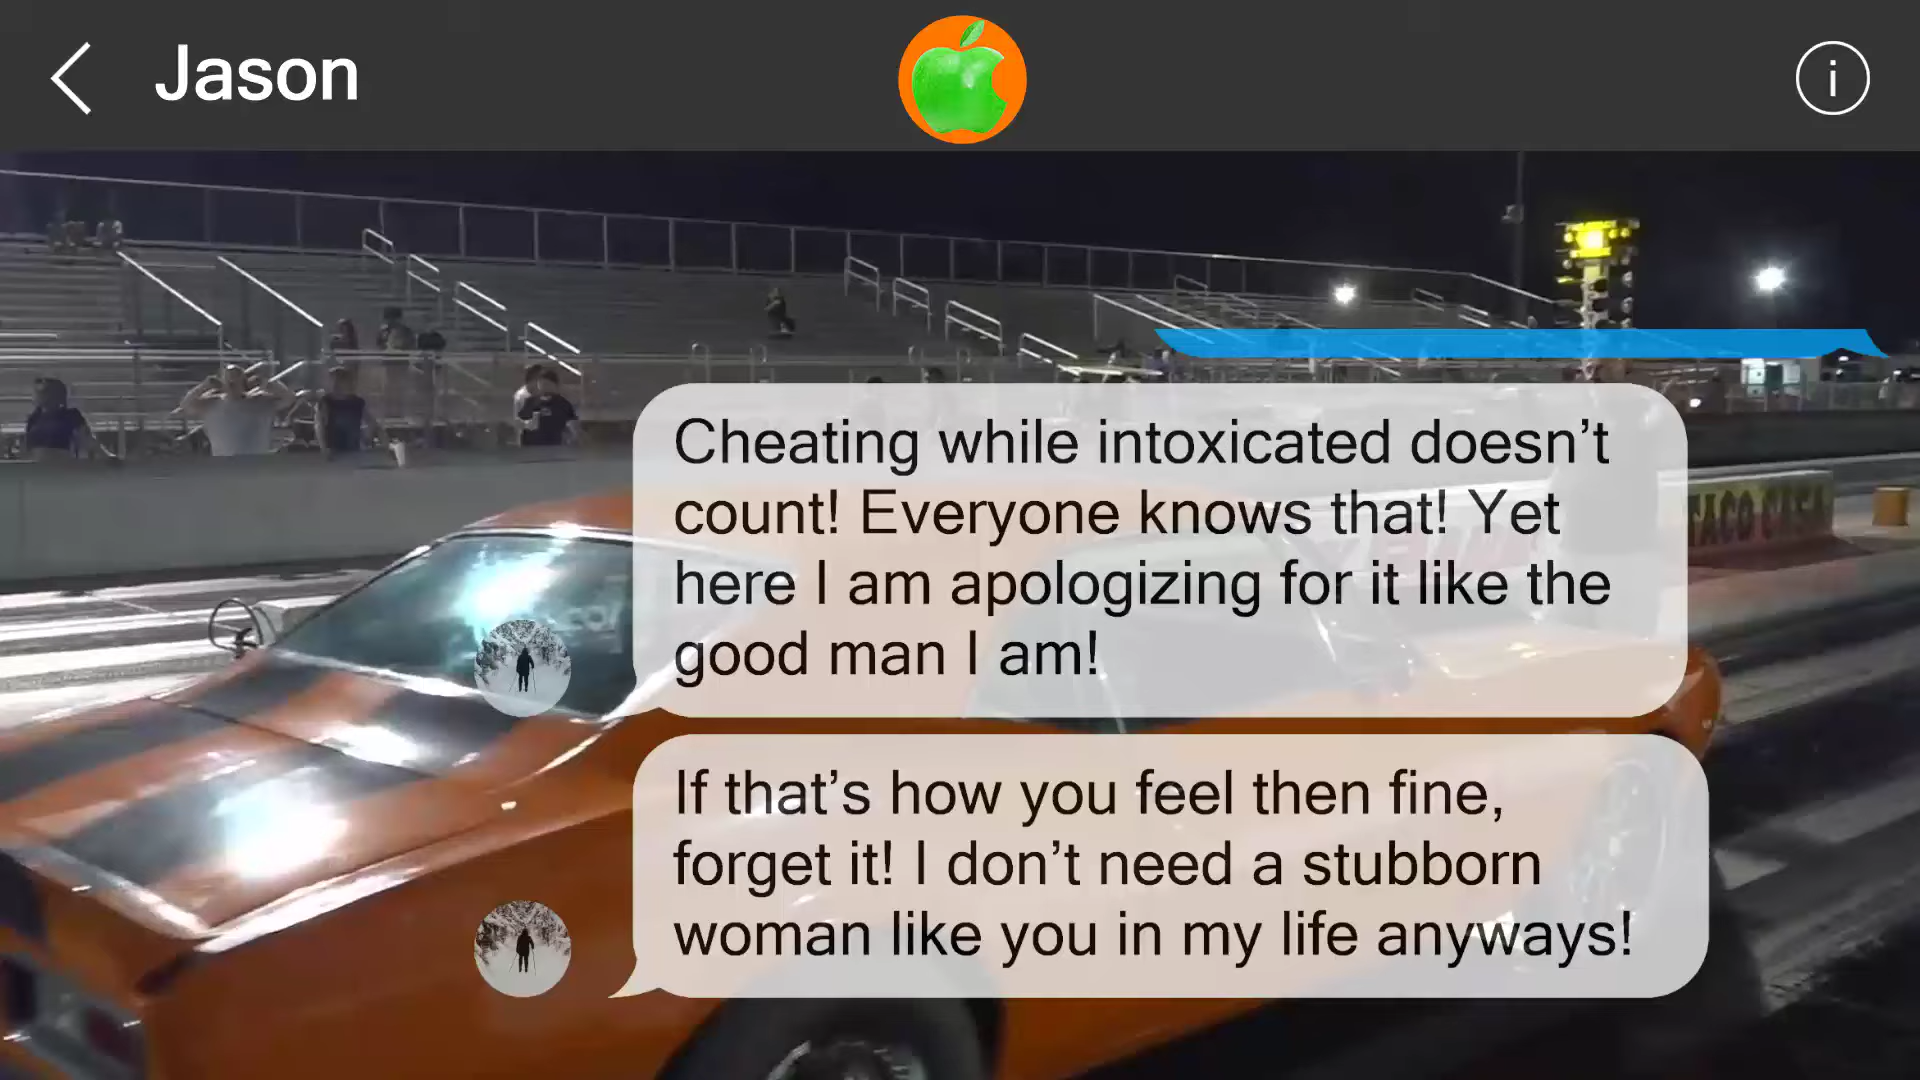 Jason
i
Cheating while intoxicated doesn’t
count! Everyone knows that! Yet
here I am apologizing for it like the
good man I am!
TACO CASA
If that’s how you feel then fine,
forget it! I don’t need a stubborn
woman like you in my life anyways!